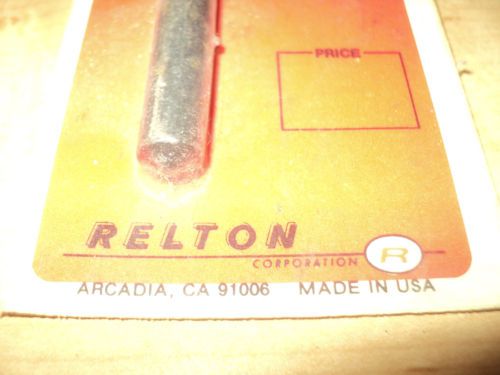 PRICE
RELTON
CORPORATION
R
ARCADIA, CA 91006 MADE IN USA